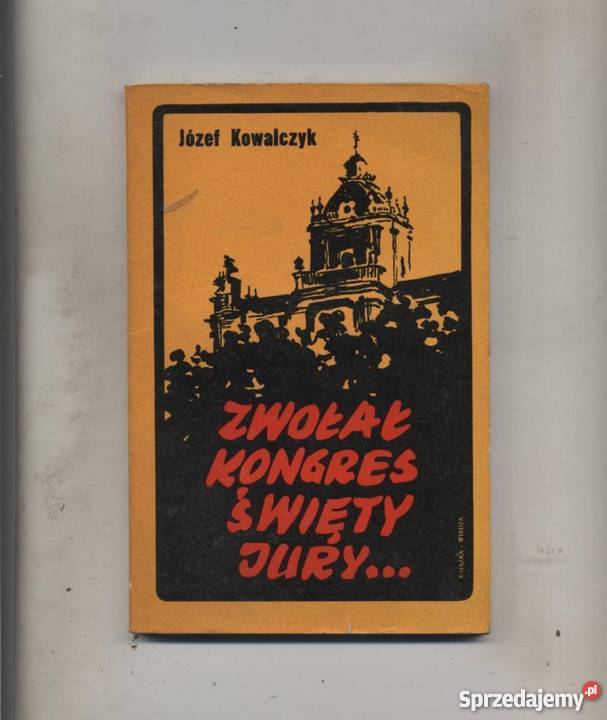 Józef Kowalczyk
ZWOŁAŁ
KONGRES
ŚWIĘTY
JURY...
KSIĄŻKA i WIEDZA
Sprzedajemy.pl